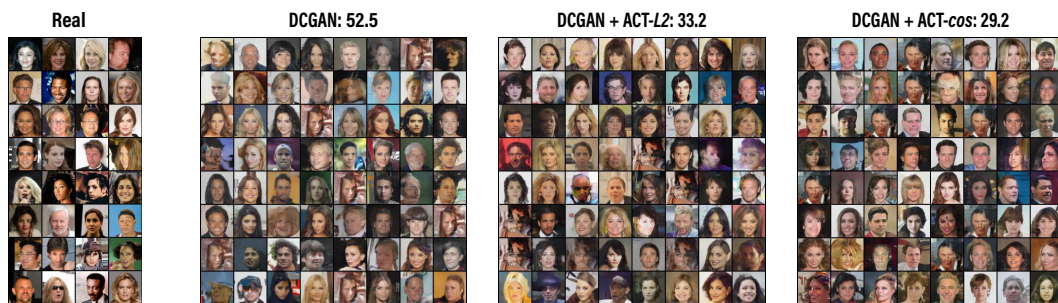 Real
DCGAN: 52.5
DCGAN + ACT-L2: 33.2
DCGAN + ACT-cos: 29.2